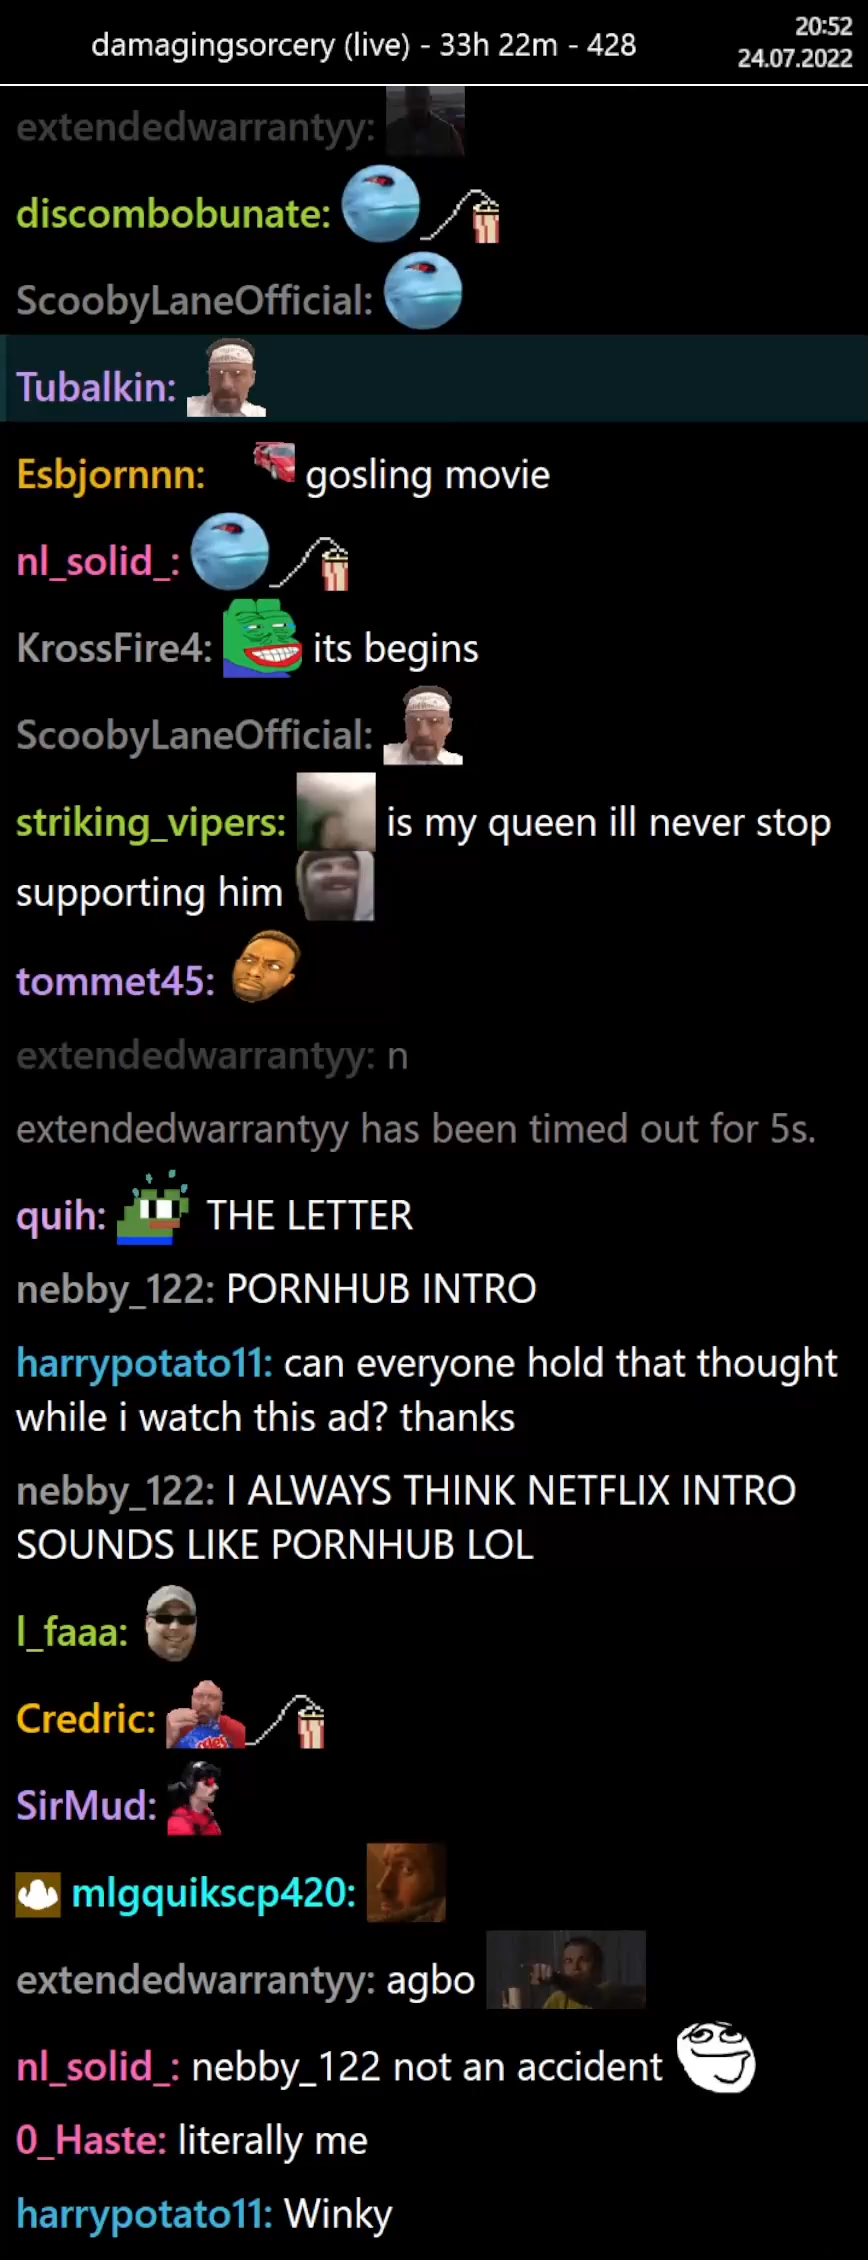 damagingsorcery (live) - 33h 22m - 428
20:52
24.07.2022
extendedwarrantyy:
discombobunate:
ScoobyLaneOfficial:
Tubalkin:
Esbjornnn: gosling movie
nl_solid_:
KrossFire4: its begins
ScoobyLaneOfficial:
striking_vipers: is my queen ill never stop
supporting him
tommet45:
extendedwarrantyy: n
extendedwarrantyy has been timed out for 5s.
quih: THE LETTER
nebby_122: PORNHUB INTRO
harrypotato11: can everyone hold that thought
while i watch this ad? thanks
nebby_122: I ALWAYS THINK NETFLIX INTRO
SOUNDS LIKE PORNHUB LOL
l_faaa:
Credric:
SirMud:
mlgquikscp420:
extendedwarrantyy: agbo
nl_solid_: nebby_122 not an accident
0_Haste: literally me
harrypotato11: Winky